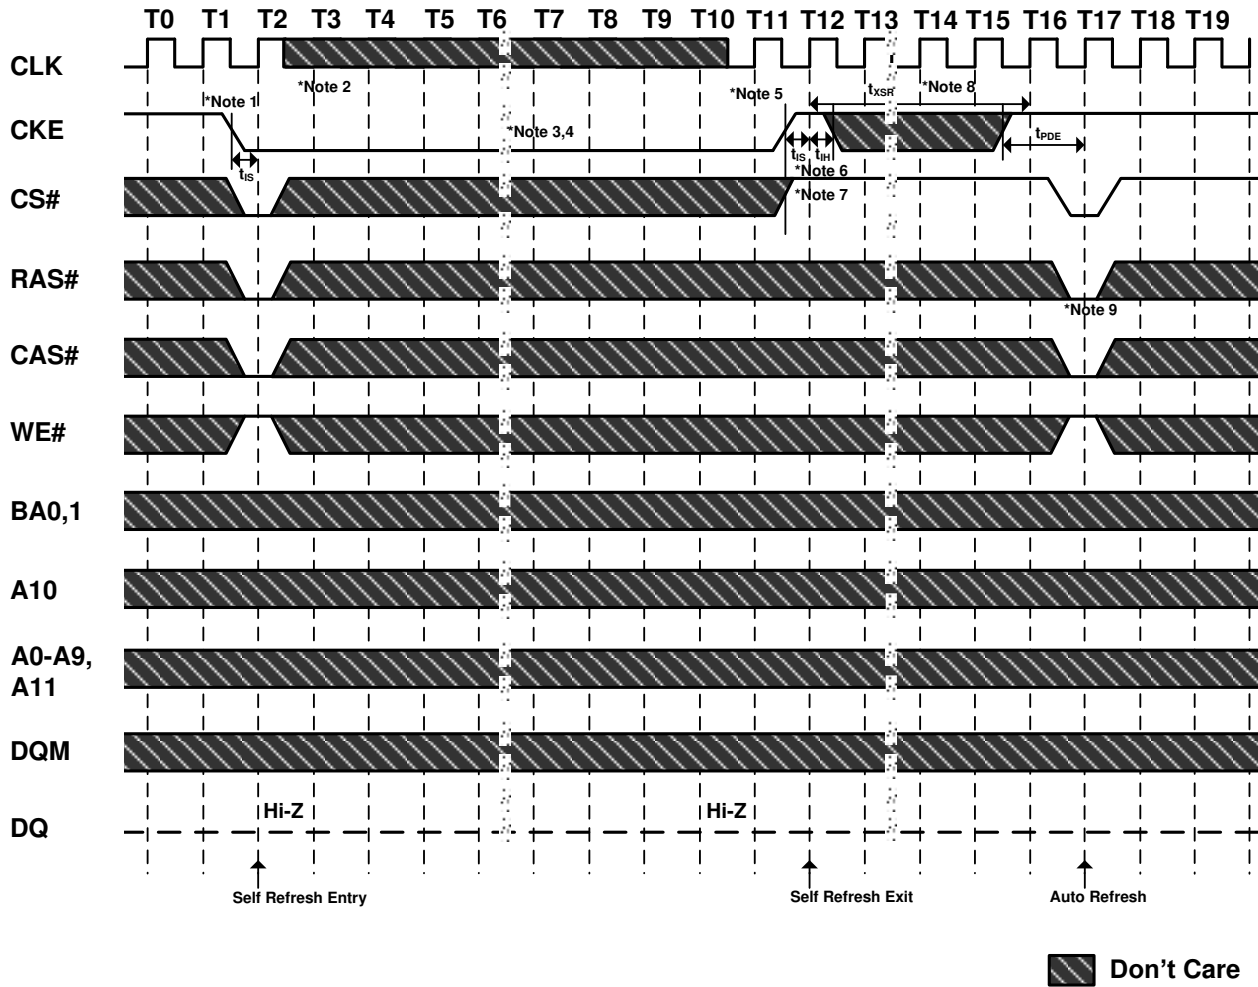 T0 T1 T2 T3 T4 T5 T6 T7 T8 T9 T10 T11 T12 T13 T14 T15 T16 T17 T18 T19
CLK
*Note 2
*Note 5
tXSR
*Note 8
*Note 1
CKE
*Note 3,4
tPDE
tIS
tIS
tIH
*Note 6
CS#
*Note 7
RAS#
*Note 9
CAS#
WE#
BA0,1
A10
A0-A9,
A11
DQM
Hi-Z
Hi-Z
DQ
Self Refresh Entry
Self Refresh Exit
Auto Refresh
Don't Care